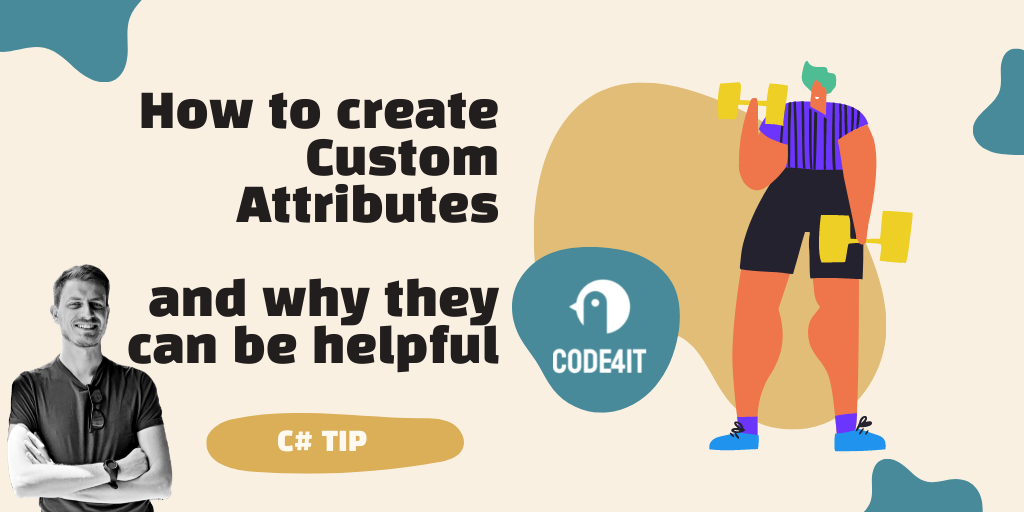 How to create
Custom
Attributes
and why they
can be helpful
CODE4IT
C# TIP